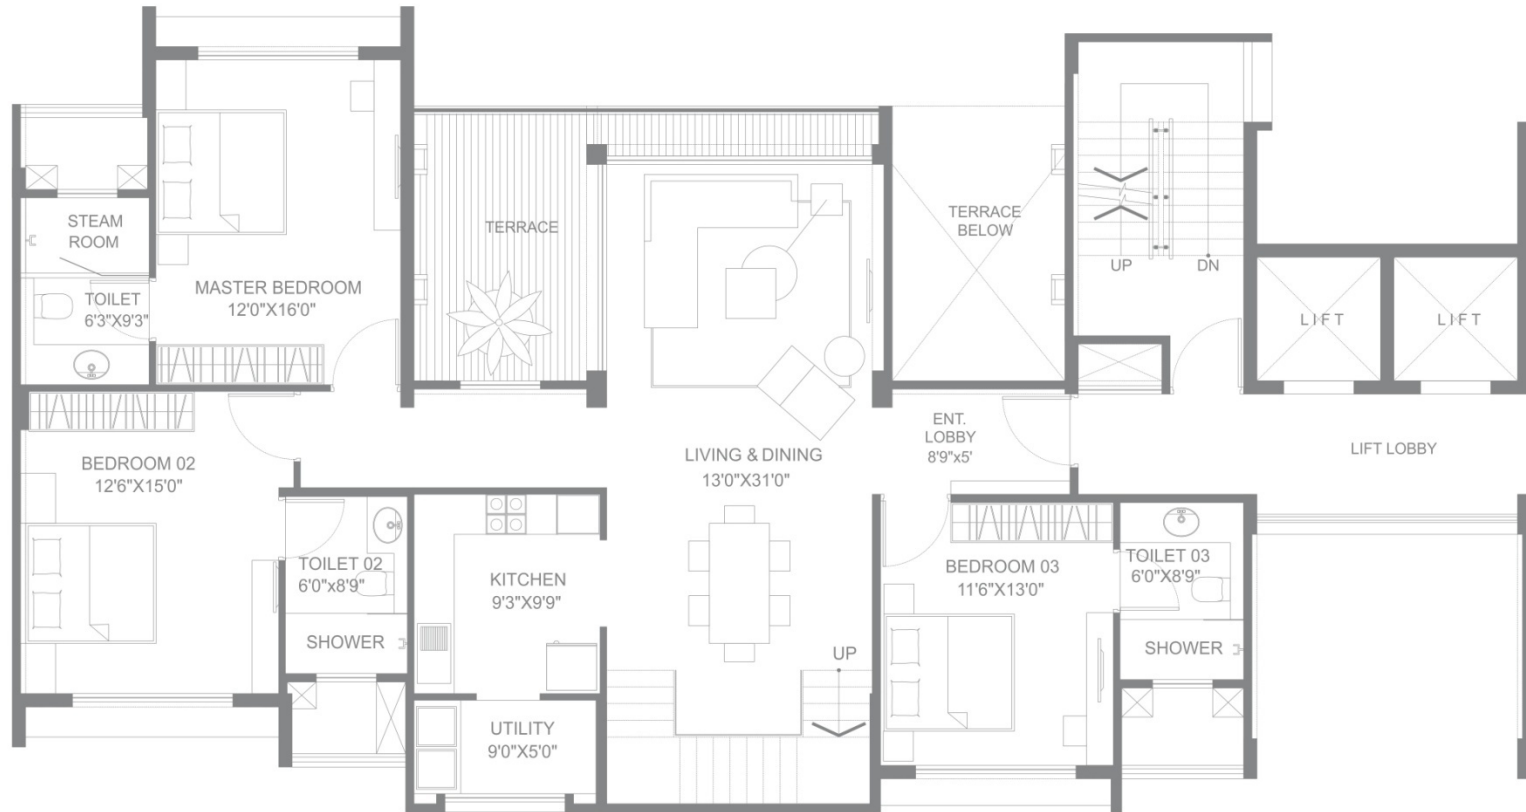 STEAM
ROOM
TOILET
6'3"X9'3"
MASTER BEDROOM
12'0"X16'0"
TERRACE
TERRACE
BELOW
UP
DN
LIFT
LIFT
BEDROOM 02
12'6"X15'0"
LIVING & DINING
13'0"X31'0"
ENT.
LOBBY
8'9"x5'
LIFT LOBBY
TOILET 02
6'0"x8'9"
SHOWER
KITCHEN
9'3"X9'9"
BEDROOM 03
11'6"X13'0"
TOILET 03
6'0"X8'9"
SHOWER
UP
UTILITY
9'0"X5'0"